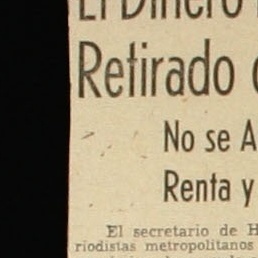 El Dinero
Retirado
No se
Renta y
El secretario de
riodistas metropolitanos